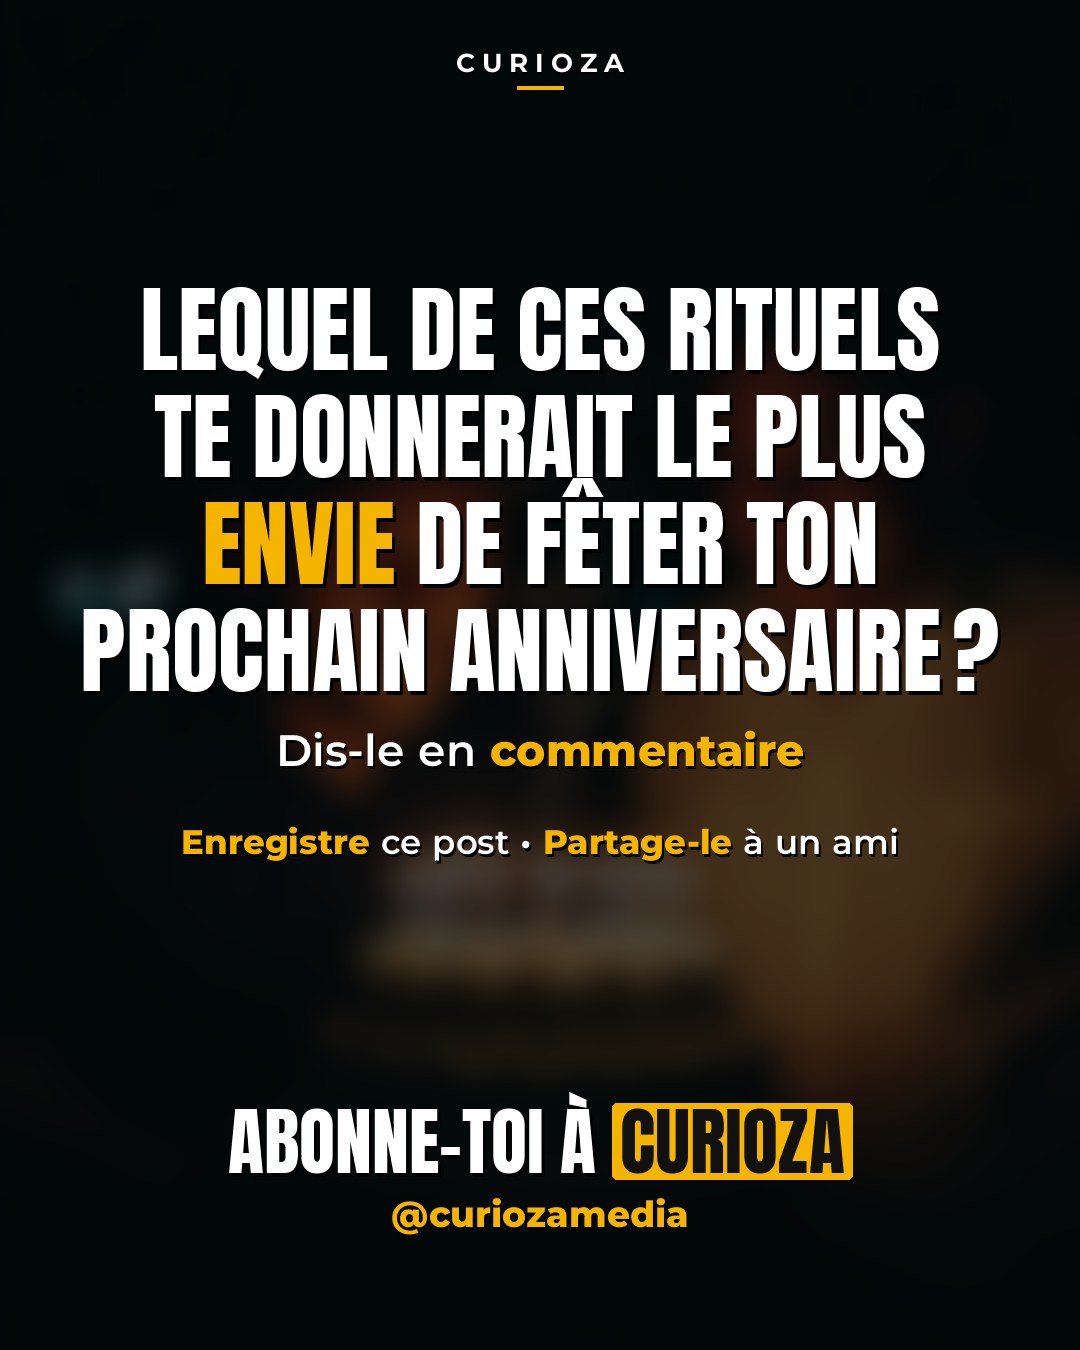 CURIOZA
LEQUEL DE CES RITUELS
TE DONNERAIT LE PLUS
ENVIE DE FÊTER TON
PROCHAIN ANNIVERSAIRE ?
Dis-le en commentaire
Enregistre ce post • Partage-le à un ami
ABONNE-TOI À CURIOZA
@curiozamedia